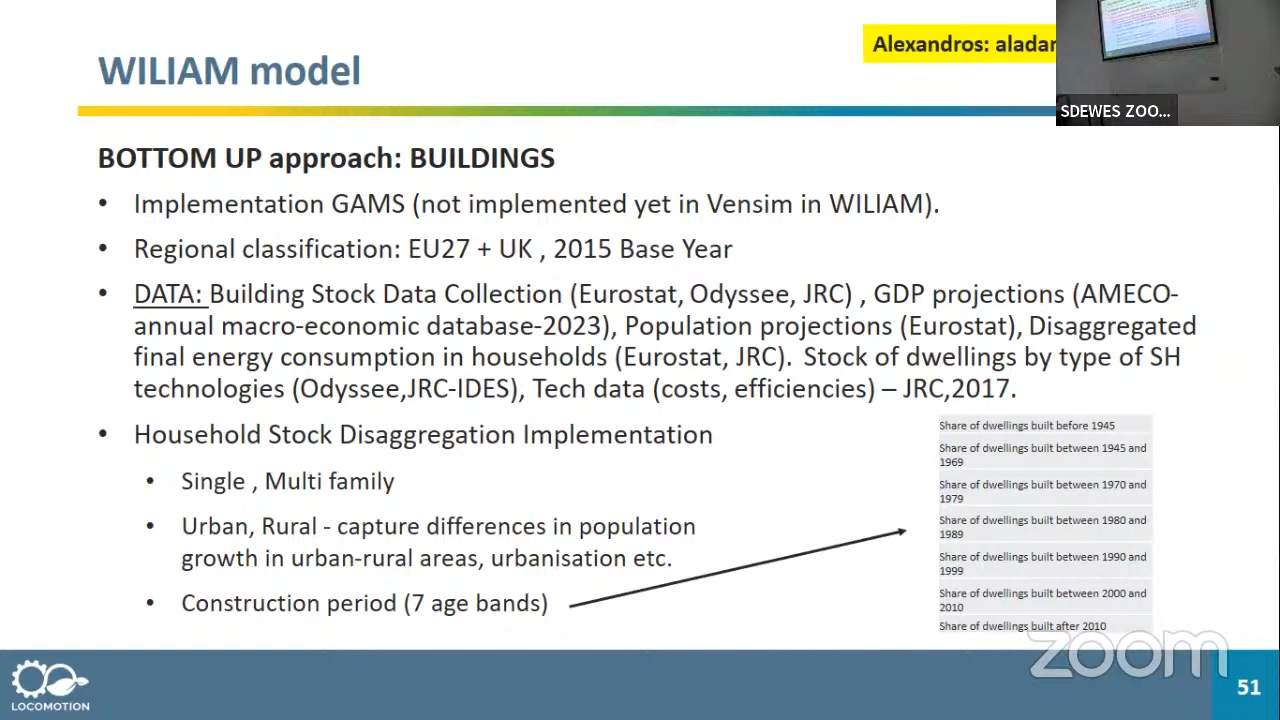 WILIAM model
Alexandros:
SDEWES ZOO...
BOTTOM UP approach: BUILDINGS
• Implementation GAMS (not implemented yet in Vensim in WILIAM).
• Regional classification: EU27 + UK , 2015 Base Year
• DATA: Building Stock Data Collection (Eurostat, Odyssee, JRC) , GDP projections (AMECO-
annual macro-economic database-2023), Population projections (Eurostat), Disaggregated
final energy consumption in households (Eurostat, JRC). Stock of dwellings by type of SH
technologies (Odyssee,JRC-IDES), Tech data (costs, efficiencies) – JRC,2017.
• Household Stock Disaggregation Implementation
• Single , Multi family
• Urban, Rural - capture differences in population
growth in urban-rural areas, urbanisation etc.
• Construction period (7 age bands)
Share of dwellings built before 1945
Share of dwellings built between 1945 and
1969
Share of dwellings built between 1970 and
1979
Share of dwellings built between 1980 and
1989
Share of dwellings built between 1990 and
1999
Share of dwellings built between 2000 and
2010
Share of dwellings built after 2010
zoom
LOCOMOTION
51